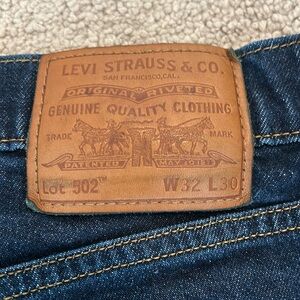 LEVI STRAUSS & CO.
SAN FRANCISCO, CAL.
ORIGINAL RIVETED
GENUINE QUALITY CLOTHING
TRADE MARK
PATENTED MAY 20 1873
Lot 502™ W32 L30